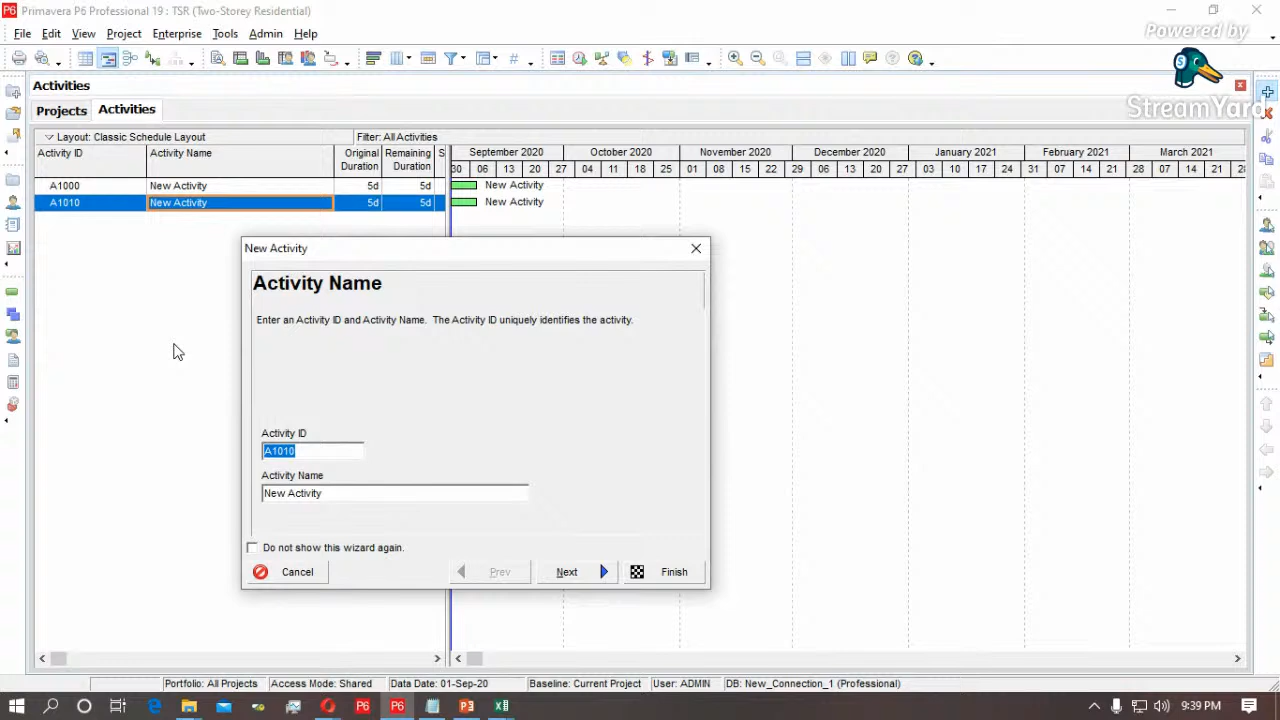 P6 Primavera P6 Professional 19 : TSR (Two-Storey Residential)
Powered by
File Edit View Project Enterprise Tools Admin Help
StreamYard
Activities
Projects Activities
Layout: Classic Schedule Layout Filter: All Activities
Activity ID Activity Name Original Duration Remaining Duration S
September 2020 October 2020 November 2020 December 2020 January 2021 February 2021 March 2021
30 06 13 20 27 04 11 18 25 01 08 15 22 29 06 13 20 27 03 10 17 24 31 07 14 21 28 07 14 21 28
A1000 New Activity 5d 5d New Activity
A1010 New Activity 5d 5d New Activity
New Activity
Activity Name
Enter an Activity ID and Activity Name. The Activity ID uniquely identifies the activity.
Activity ID
A1010
Activity Name
New Activity
Do not show this wizard again.
Cancel Prev Next Finish
Portfolio: All Projects Access Mode: Shared Data Date: 01-Sep-20 Baseline: Current Project User: ADMIN DB: New_Connection_1 (Professional)
9:39 PM